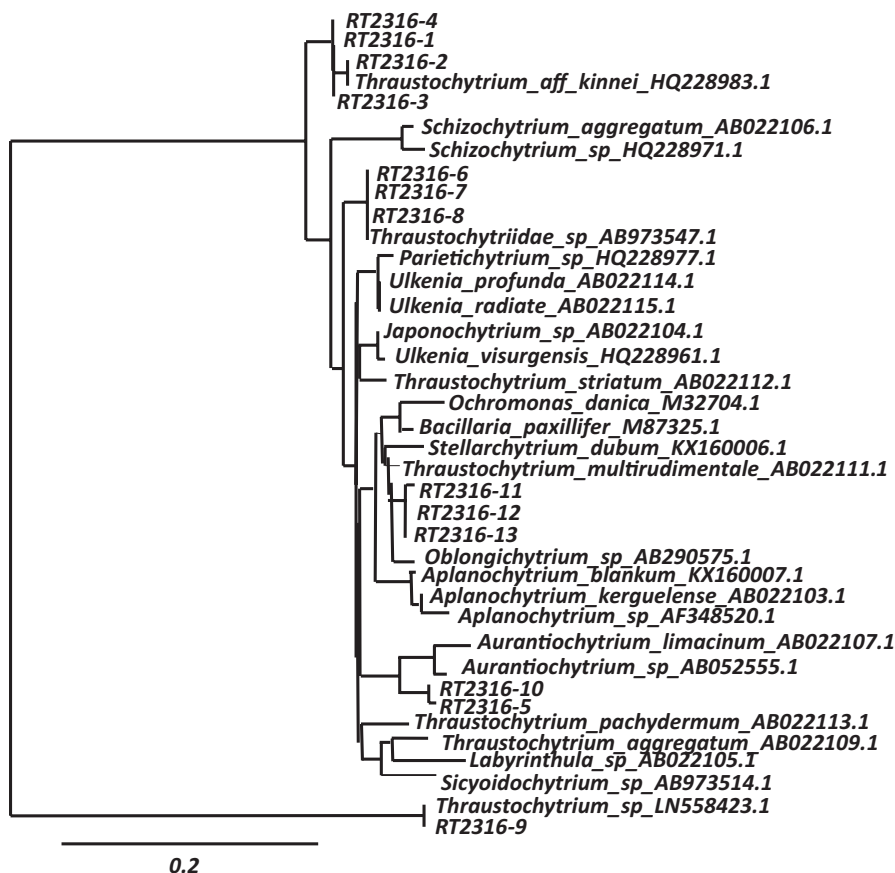 RT2316-4
RT2316-1
RT2316-2
Thraustochytrium_aff_kinnei_HQ228983.1
RT2316-3
Schizochytrium_aggregatum_AB022106.1
Schizochytrium_sp_HQ228971.1
RT2316-6
RT2316-7
RT2316-8
Thraustochytriidae_sp_AB973547.1
Parietichytrium_sp_HQ228977.1
Ulkenia_profunda_AB022114.1
Ulkenia_radiate_AB022115.1
Japonochytrium_sp_AB022104.1
Ulkenia_visurgensis_HQ228961.1
Thraustochytrium_striatum_AB022112.1
Ochromonas_danica_M32704.1
Bacillaria_paxillifer_M87325.1
Stellarchytrium_dubum_KX160006.1
Thraustochytrium_multirudimentale_AB022111.1
RT2316-11
RT2316-12
RT2316-13
Oblongichytrium_sp_AB290575.1
Aplanochytrium_blankum_KX160007.1
Aplanochytrium_kerguelense_AB022103.1
Aplanochytrium_sp_AF348520.1
Aurantiochytrium_limacinum_AB022107.1
Aurantiochytrium_sp_AB052555.1
RT2316-10
RT2316-5
Thraustochytrium_pachydermum_AB022113.1
Thraustochytrium_aggregatum_AB022109.1
Labyrinthula_sp_AB022105.1
Sicyoidochytrium_sp_AB973514.1
Thraustochytrium_sp_LN558423.1
RT2316-9
0.2